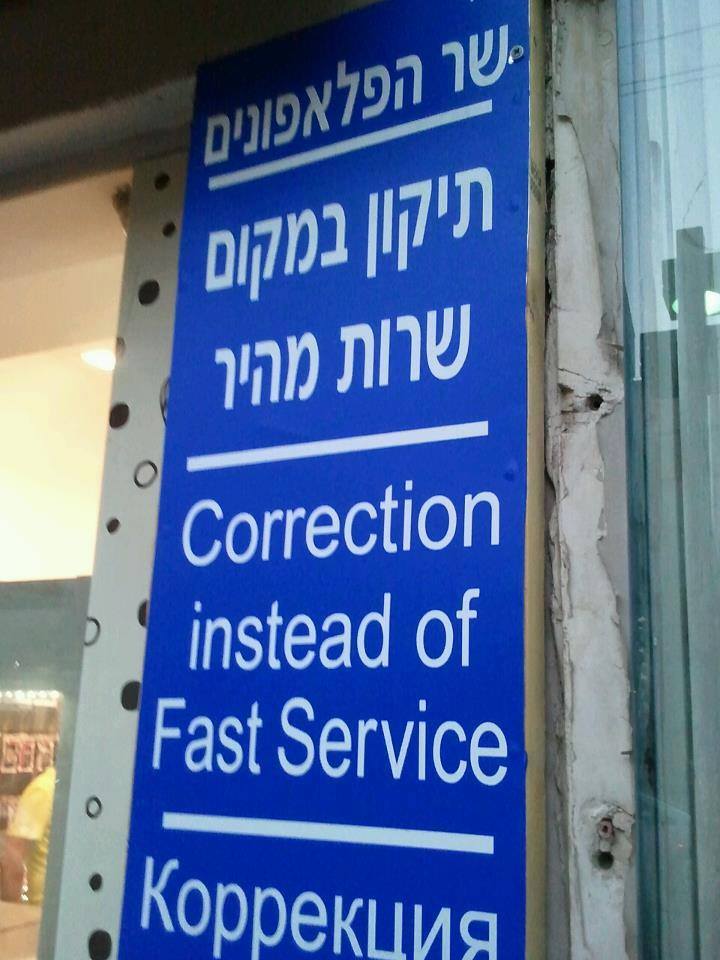 שר הפלאפונים
תיקון במקום
שרות מהיר
Correction
instead of
Fast Service
Коррекция